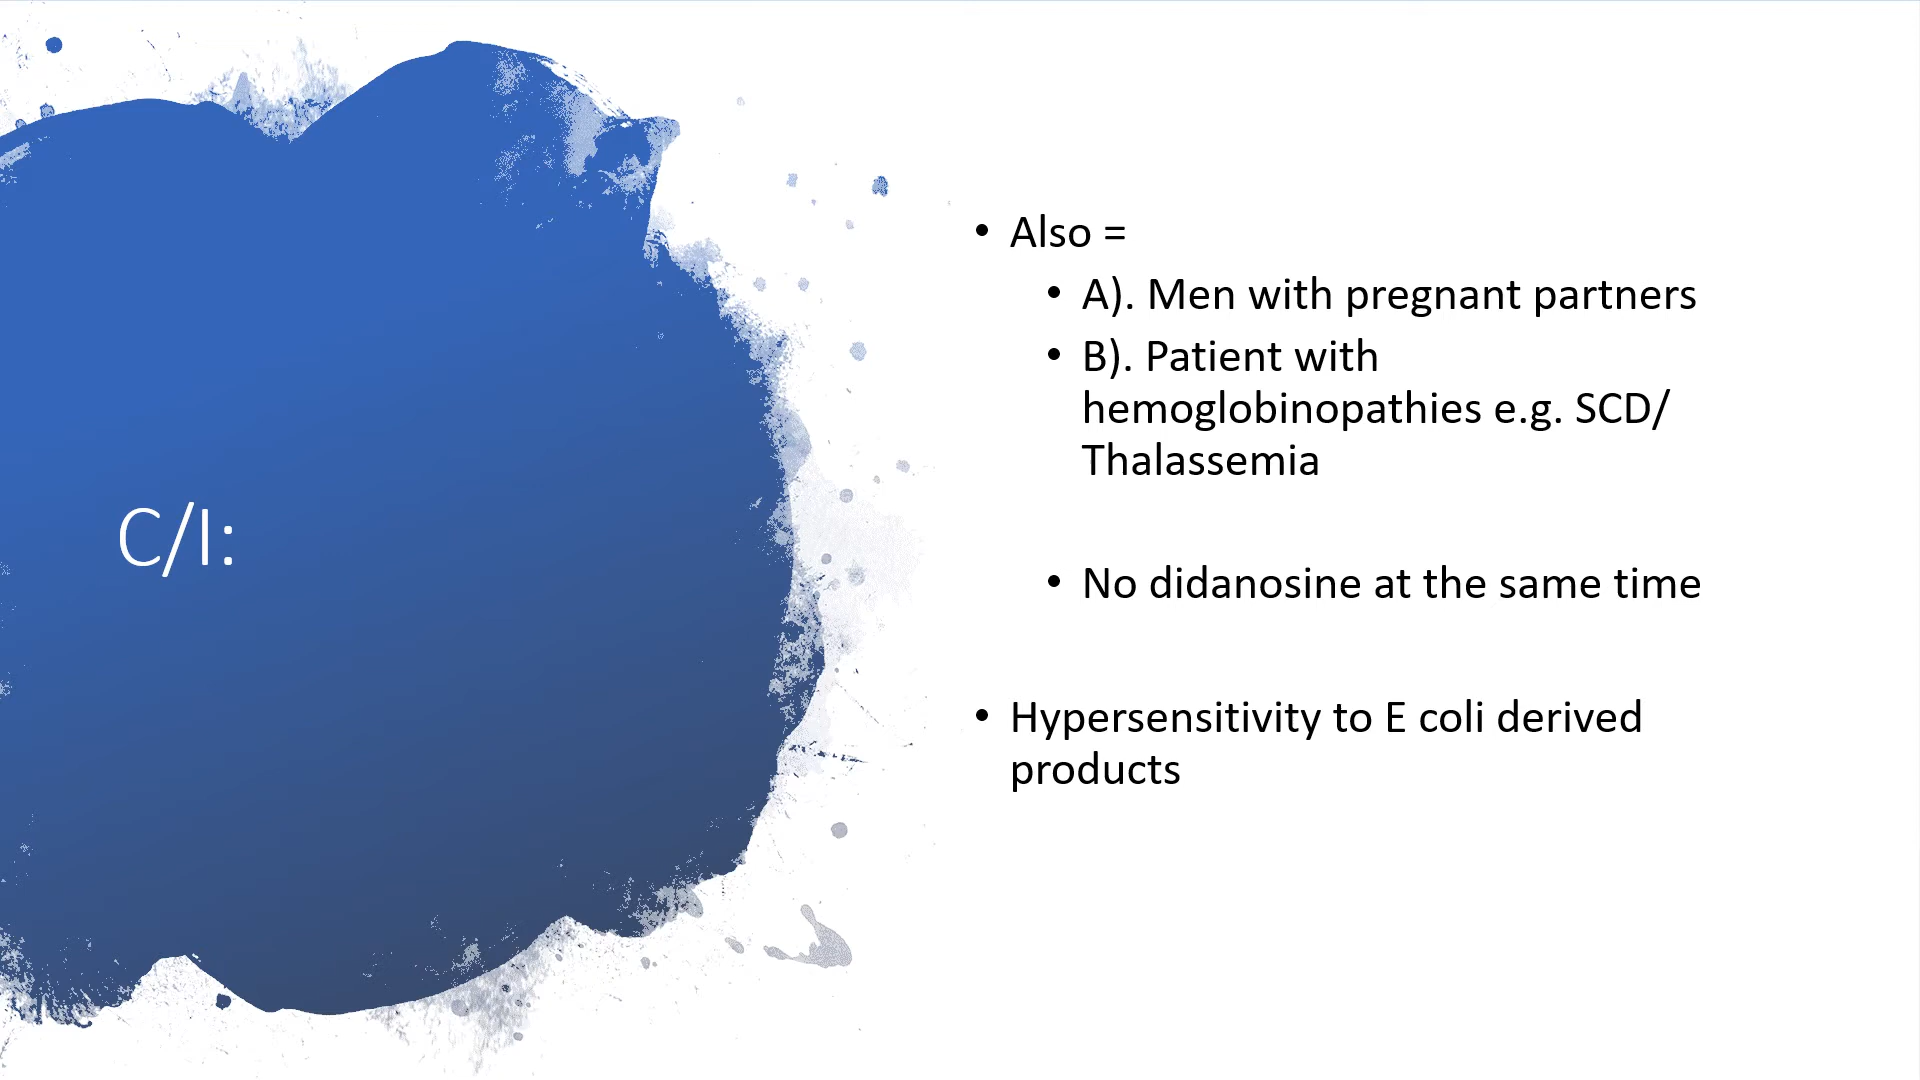 C/I:
• Also =
• A). Men with pregnant partners
• B). Patient with
hemoglobinopathies e.g. SCD/
Thalassemia
• No didanosine at the same time
• Hypersensitivity to E coli derived
products